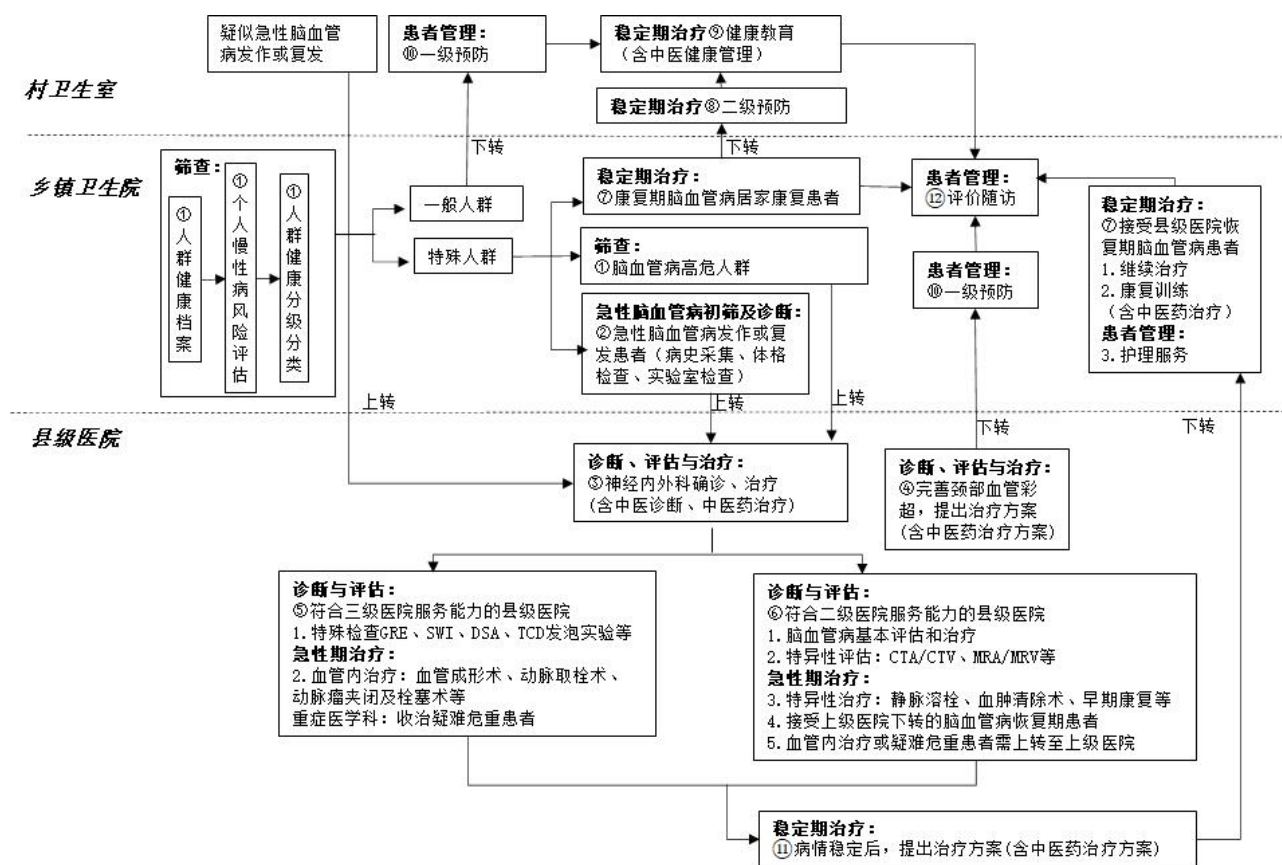 疑似急性脑血管
病发作或复发
患者管理：
⑩一级预防
稳定期治疗⑨健康教育
(含中医健康管理)
村卫生室
稳定期治疗⑧二级预防
下转
下转
乡镇卫生院
筛查：
①人群健康档案
①个人慢性病风险评估
①人群健康分级分类
一般人群
特殊人群
稳定期治疗：
⑦康复期脑血管病居家康复患者
筛查：
①脑血管病高危人群
急性脑血管病初筛及诊断：
②急性脑血管病发作或复
发患者（病史采集、体格
检查、实验室检查）
患者管理：
⑫评价随访
患者管理：
⑩一级预防
稳定期治疗：
⑦接受县级医院恢
复期脑血管病患者
1.继续治疗
2.康复训练
（含中医药治疗）
患者管理：
3.护理服务
上转
上转
上转
下转
下转
县级医院
诊断、评估与治疗：
③神经内外科确诊、治疗
(含中医诊断、中医药治疗)
诊断、评估与治疗：
④完善颈部血管彩
超，提出治疗方案
(含中医药治疗方案)
诊断与评估：
⑤符合三级医院服务能力的县级医院
1.特殊检查GRE、SWI、DSA、TCD发泡实验等
急性期治疗：
2.血管内治疗：血管成形术、动脉取栓术、
动脉瘤夹闭及栓塞术等
重症医学科：收治疑难危重患者
诊断与评估：
⑥符合二级医院服务能力的县级医院
1.脑血管病基本评估和治疗
2.特异性评估：CTA/CTV、MRA/MRV等
急性期治疗：
3.特异性治疗：静脉溶栓、血肿清除术、早期康复等
4.接受上级医院下转的脑血管病恢复期患者
5.血管内治疗或疑难危重患者需上转至上级医院
稳定期治疗：
⑪病情稳定后，提出治疗方案(含中医药治疗方案)